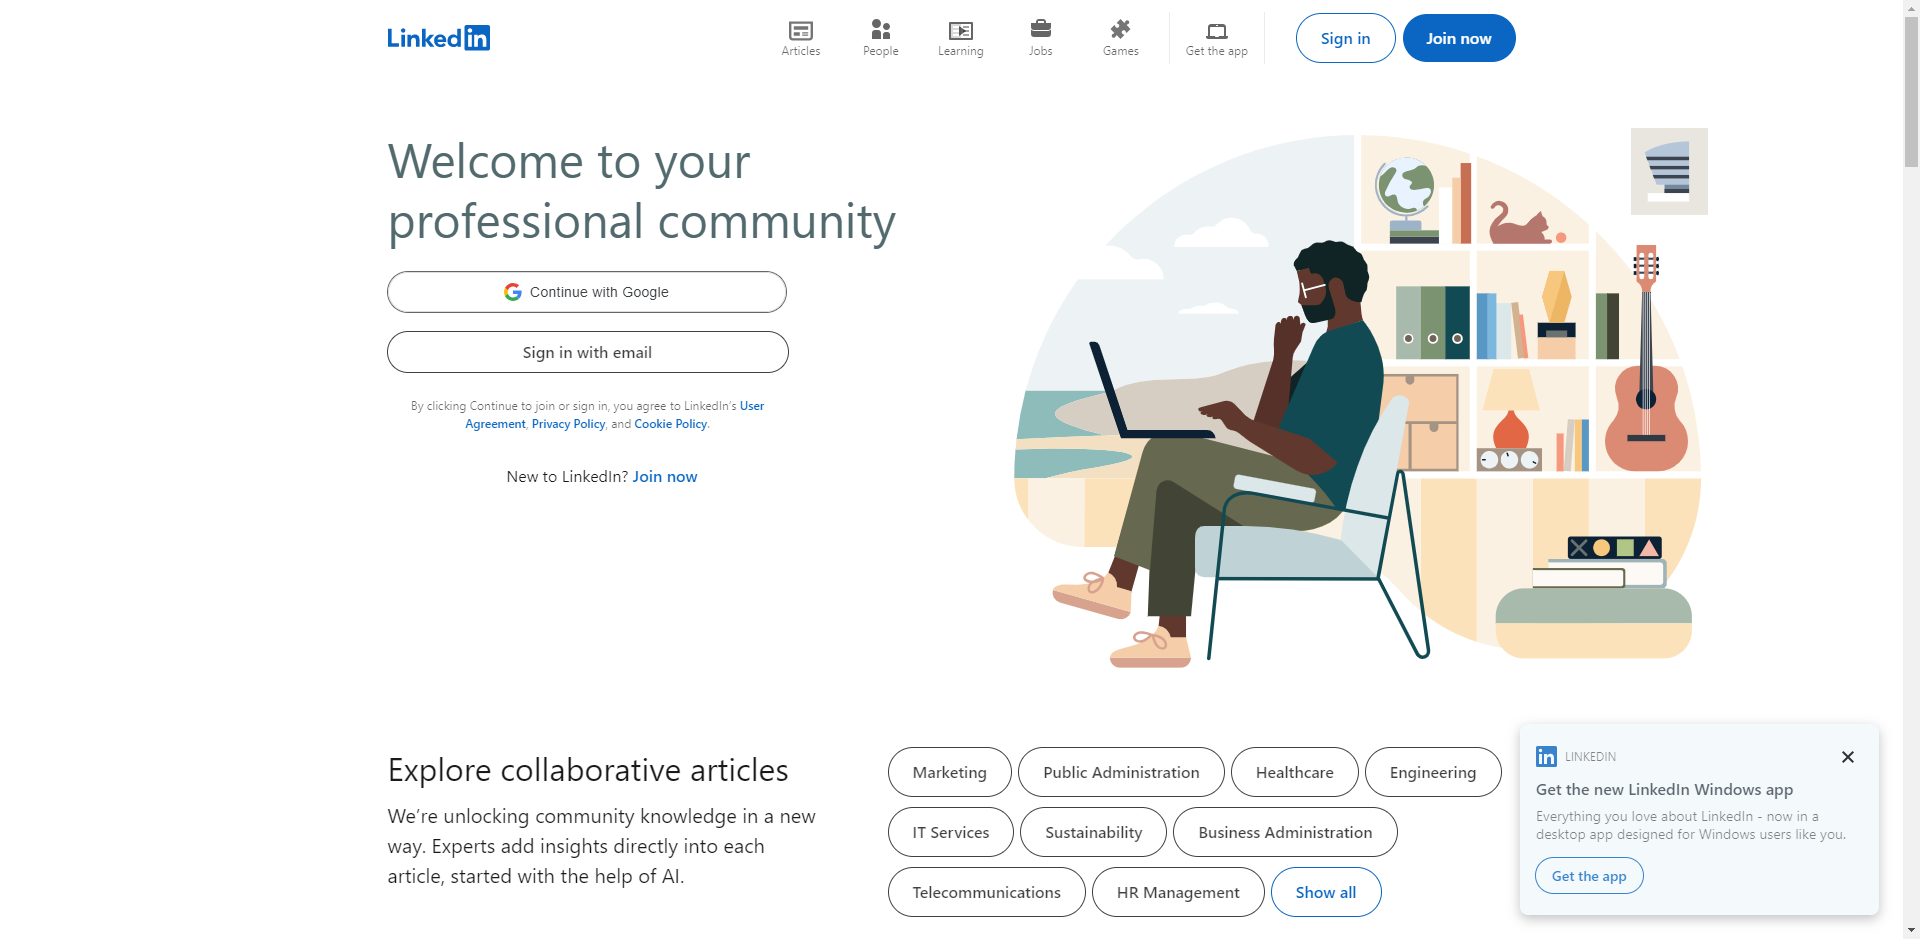 Linked in
Articles
People
Learning
Jobs
Games
Get the app
Sign in
Join now
Welcome to your
professional community
Continue with Google
Sign in with email
By clicking Continue to join or sign in, you agree to LinkedIn’s User
Agreement, Privacy Policy, and Cookie Policy.
New to LinkedIn? Join now
Explore collaborative articles
We’re unlocking community knowledge in a new
way. Experts add insights directly into each
article, started with the help of AI.
Marketing
Public Administration
Healthcare
Engineering
IT Services
Sustainability
Business Administration
Telecommunications
HR Management
Show all
in LINKEDIN
Get the new LinkedIn Windows app
Everything you love about LinkedIn - now in a
desktop app designed for Windows users like you.
Get the app